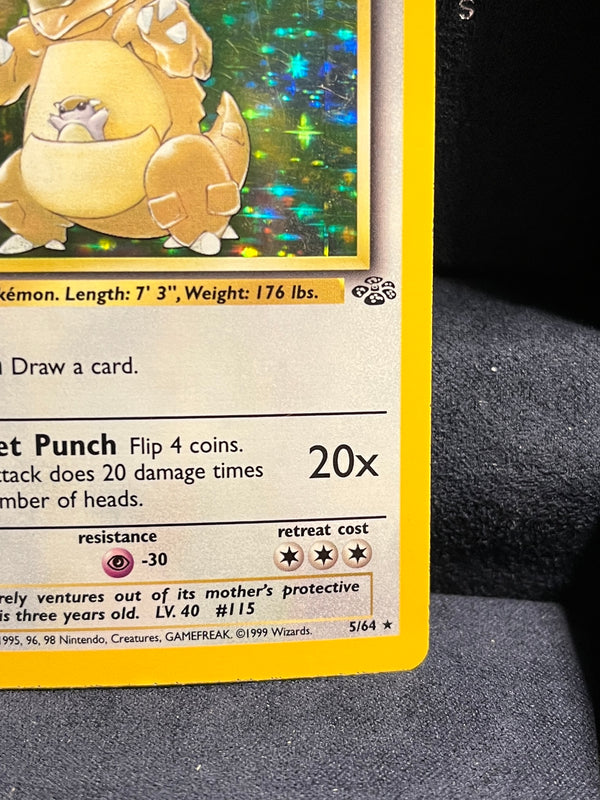 S
kémon. Length: 7' 3", Weight: 176 lbs.
Draw a card.
et Punch Flip 4 coins.
ttack does 20 damage times
mber of heads.
20x
resistance
-30
retreat cost
rely ventures out of its mother's protective
is three years old. LV. 40 #115
1995, 96, 98 Nintendo, Creatures, GAMEFREAK. ©1999 Wizards.
5/64 ★